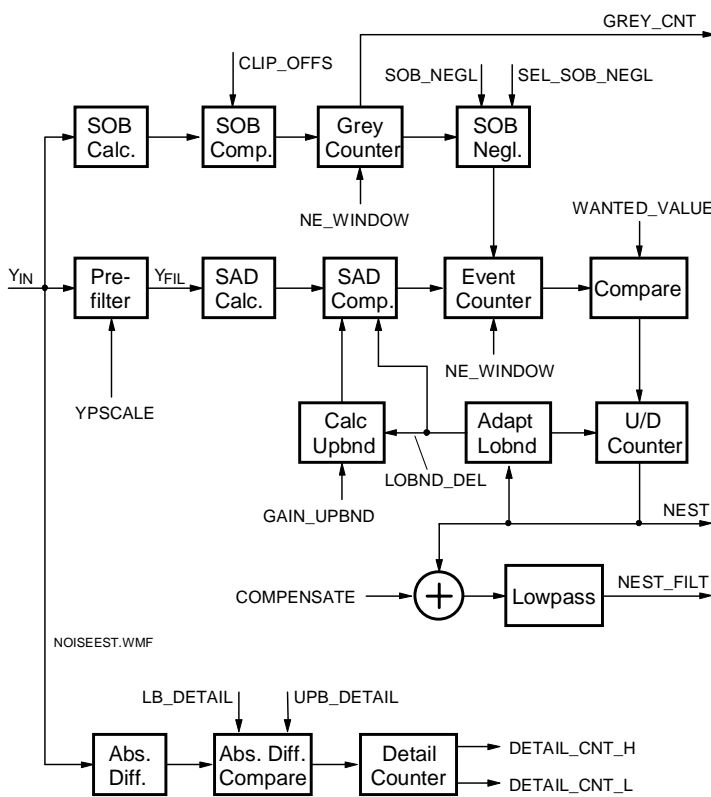 GREY_CNT
CLIP_OFFS
SOB_NEGL
SEL_SOB_NEGL
SOB
Calc.
SOB
Comp.
Grey
Counter
SOB
Negl.
NE_WINDOW
WANTED_VALUE
YIN
Pre-
filter
YFIL
SAD
Calc.
SAD
Comp.
Event
Counter
Compare
NE_WINDOW
YPSCALE
Calc
Upbnd
Adapt
Lobnd
U/D
Counter
LOBND_DEL
GAIN_UPBND
NEST
COMPENSATE
+
Lowpass
NEST_FILT
NOISEEST.WMF
LB_DETAIL
UPB_DETAIL
Abs.
Diff.
Abs. Diff.
Compare
Detail
Counter
DETAIL_CNT_H
DETAIL_CNT_L